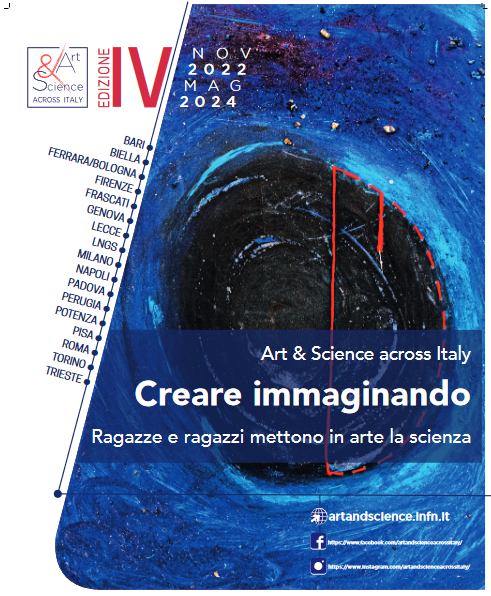 &Art
Science
ACROSS ITALY
EDIZIONE
IV
NOV
2022
MAG
2024
BARI
BIELLA
FERRARA/BOLOGNA
FIRENZE
FRASCATI
GENOVA
LECCE
LNGS
MILANO
NAPOLI
PADOVA
PERUGIA
POTENZA
PISA
ROMA
TORINO
TRIESTE
Art & Science across Italy
Creare immaginando
Ragazze e ragazzi mettono in arte la scienza
artandscience.infn.it
https://www.facebook.com/artandscienceacrossitaly/
https://www.instagram.com/artandscienceacrossitaly/